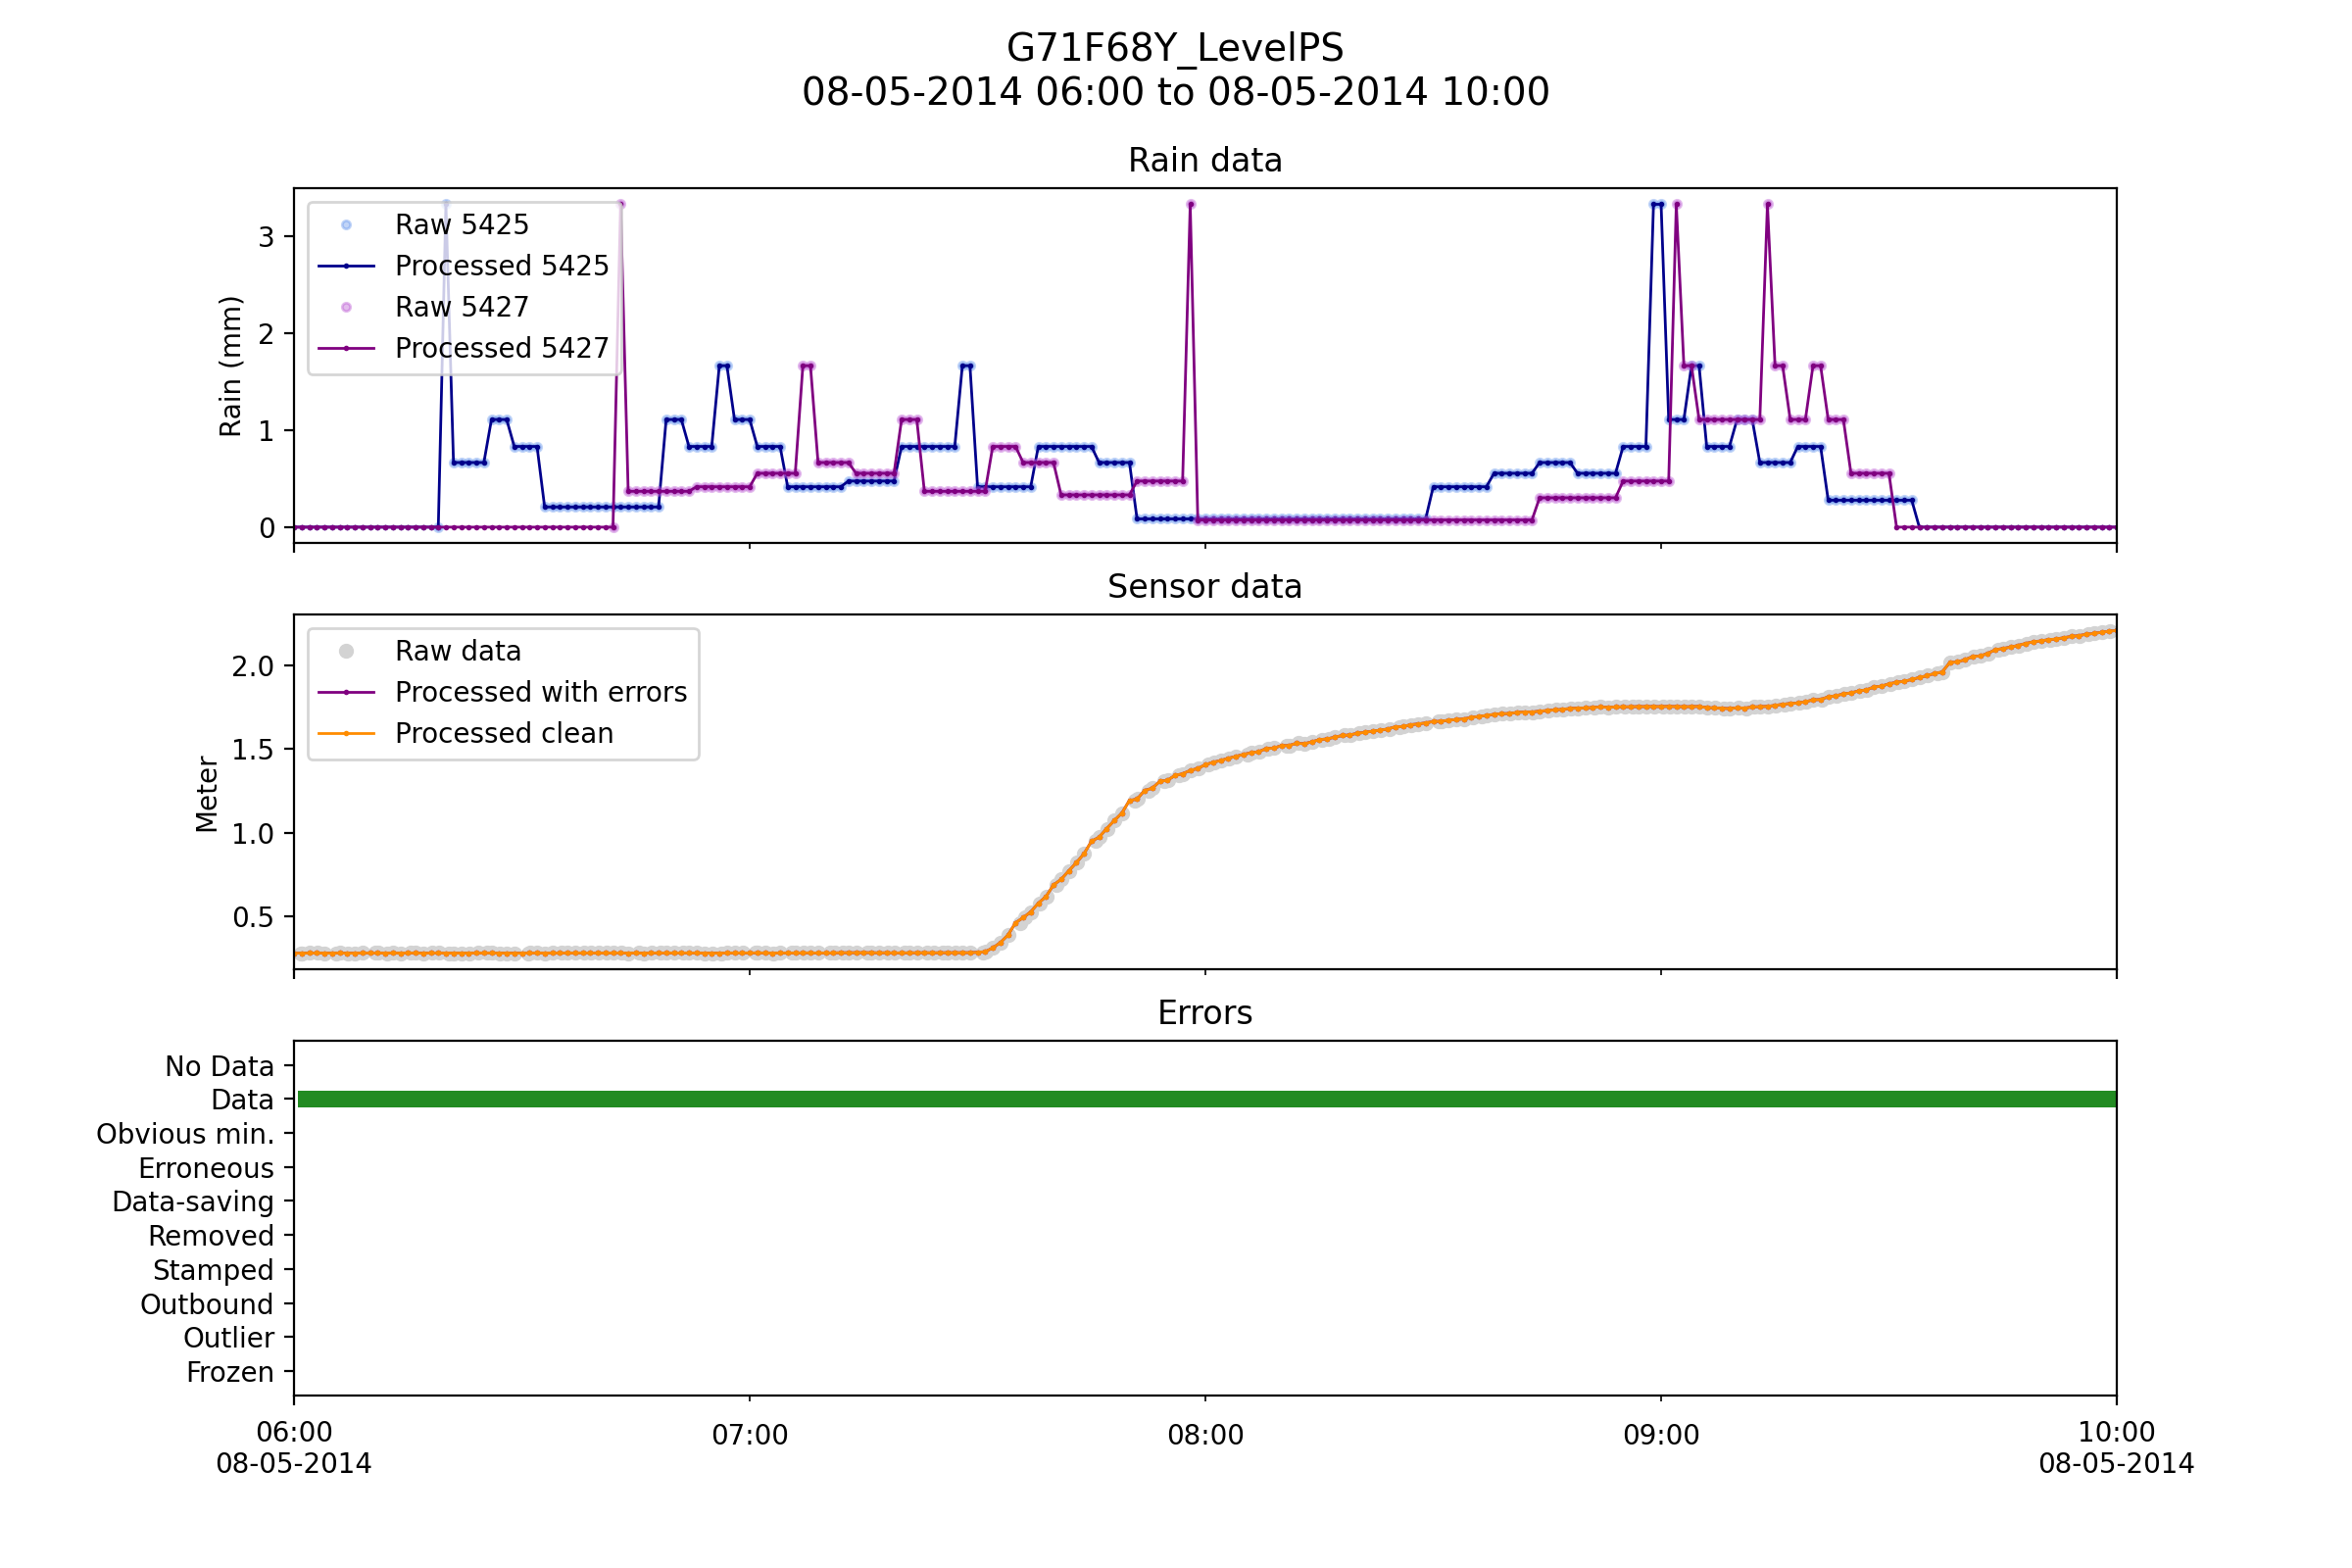 G71F68Y_LevelPS
08-05-2014 06:00 to 08-05-2014 10:00
Rain data
Rain (mm)
3
2
1
0
Raw 5425
Processed 5425
Raw 5427
Processed 5427
Sensor data
Meter
2.0
1.5
1.0
0.5
Raw data
Processed with errors
Processed clean
Errors
No Data
Data
Obvious min.
Erroneous
Data-saving
Removed
Stamped
Outbound
Outlier
Frozen
06:00
08-05-2014
07:00
08:00
09:00
10:00
08-05-2014